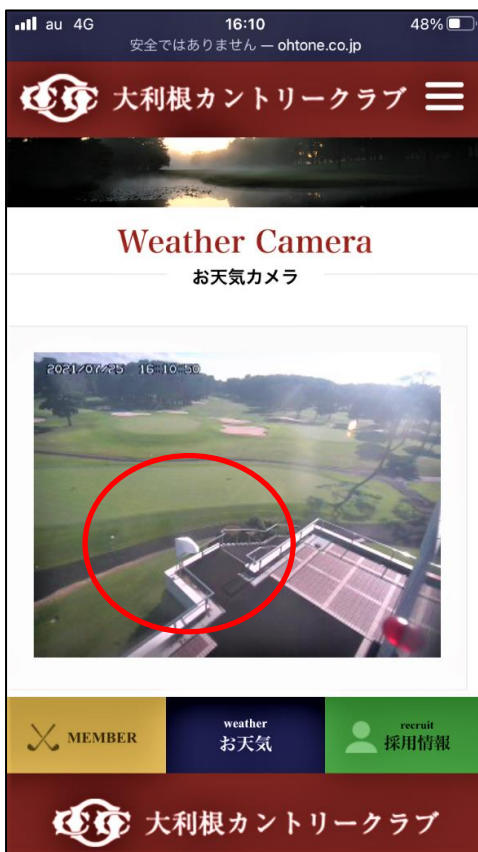 au 4G 16:10 48%
安全ではありません — ohtone.co.jp
大利根カントリークラブ
Weather Camera
お天気カメラ
2021/07/25 16:10:50
MEMBER
weather
お天気
recruit
採用情報
大利根カントリークラブ